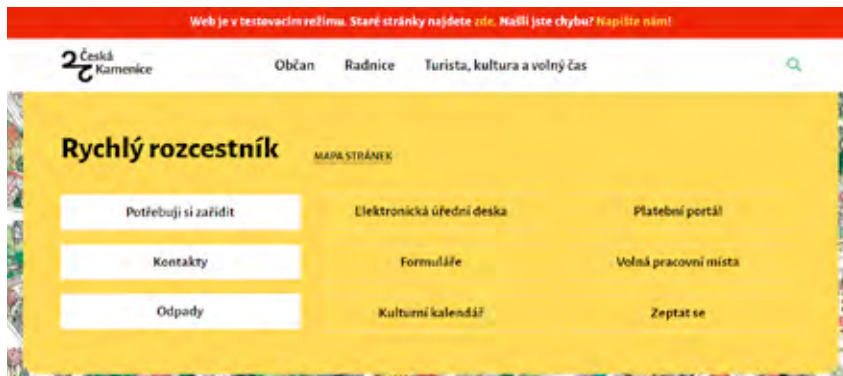 Web je v testovacím režimu. Staré stránky najdete zde. Našli jste chybu? Napište nám!
Česká
Kamenice
Občan Radnice Turista, kultura a volný čas
Rychlý rozcestník MAPA STRÁNEK
Potřebuji si zařídit Elektronická úřední deska Platební portál
Kontakty Formuláře Volná pracovní místa
Odpady Kulturní kalendář Zeptat se